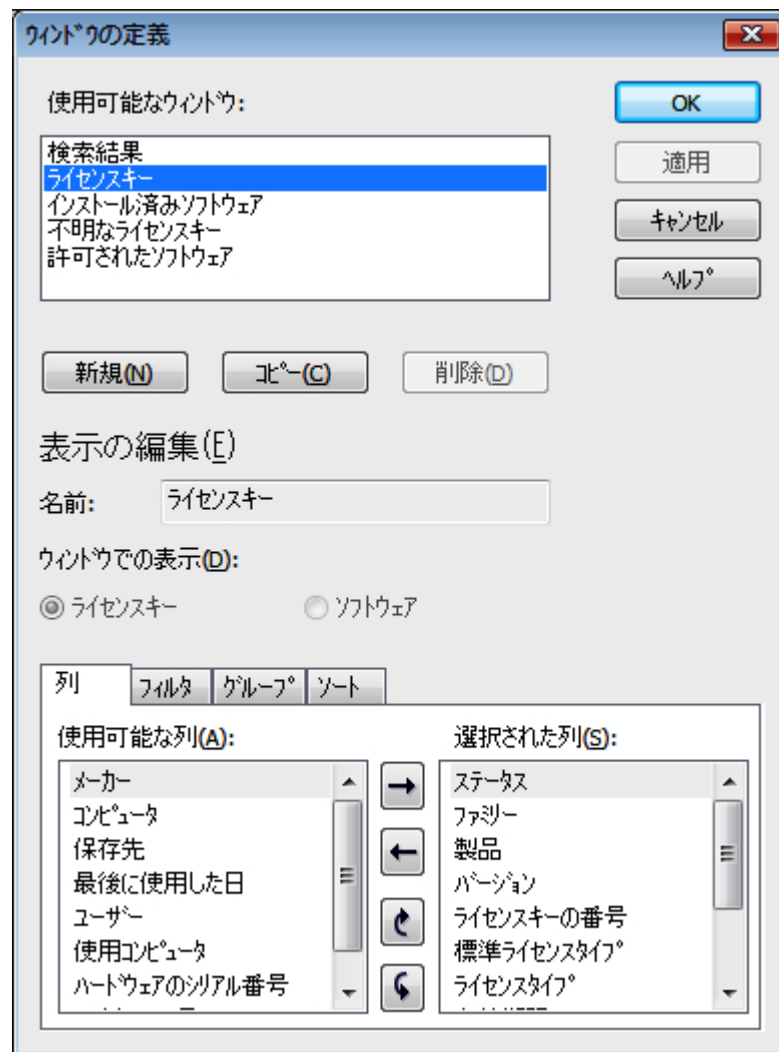 ウィンドウの定義
使用可能なウィンドウ:
OK
検索結果
ライセンスキー
インストール済みソフトウェア
不明なライセンスキー
許可されたソフトウェア
適用
キャンセル
ヘルプ
新規(N)
コピー(C)
削除(D)
表示の編集(E)
名前:
ライセンスキー
ウィンドウでの表示(D):
ライセンスキー
ソフトウェア
列
フィルタ
グループ
ソート
使用可能な列(A):
メーカー
コンピュータ
保存先
最後に使用した日
ユーザー
使用コンピュータ
ハードウェアのシリアル番号
選択された列(S):
ステータス
ファミリー
製品
バージョン
ライセンスキーの番号
標準ライセンスタイプ
ライセンスタイプ